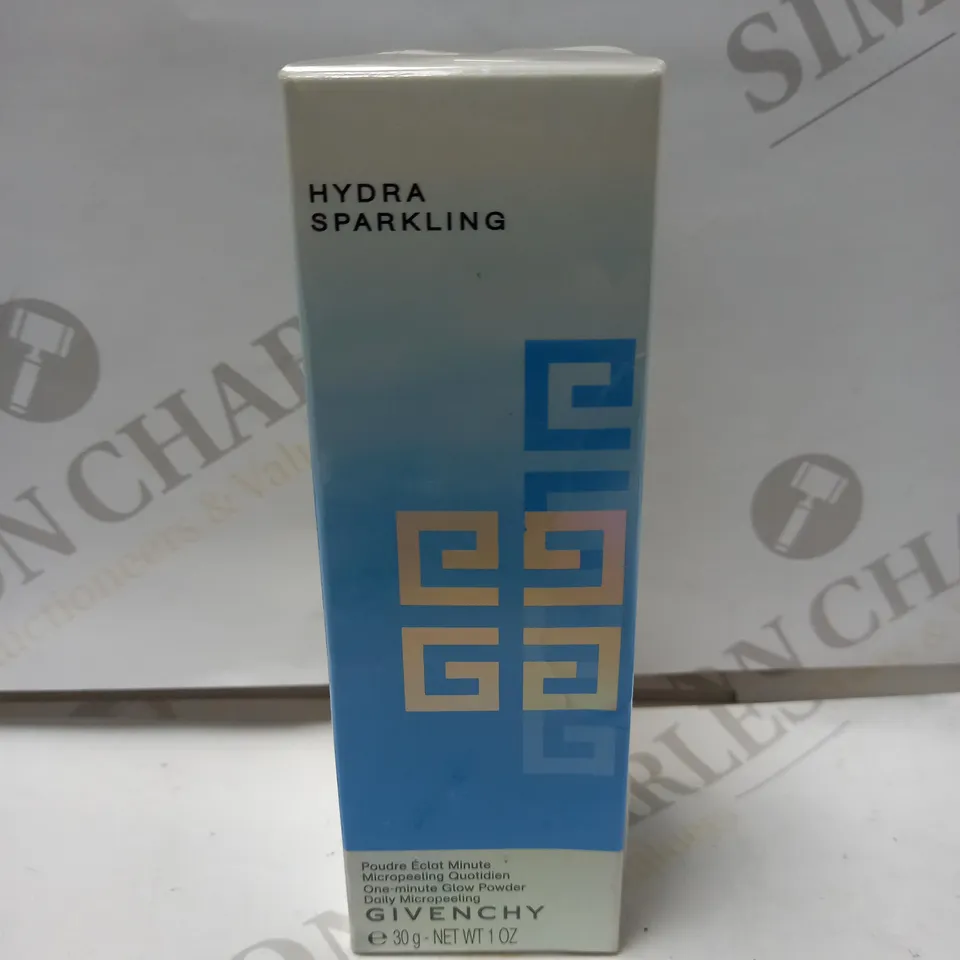 HYDRA
SPARKLING
Poudre Éclat Minute
Micropeeling Quotidien
One-minute Glow Powder
Daily Micropeeling
GIVENCHY
e 30 g - NET WT 1 OZ